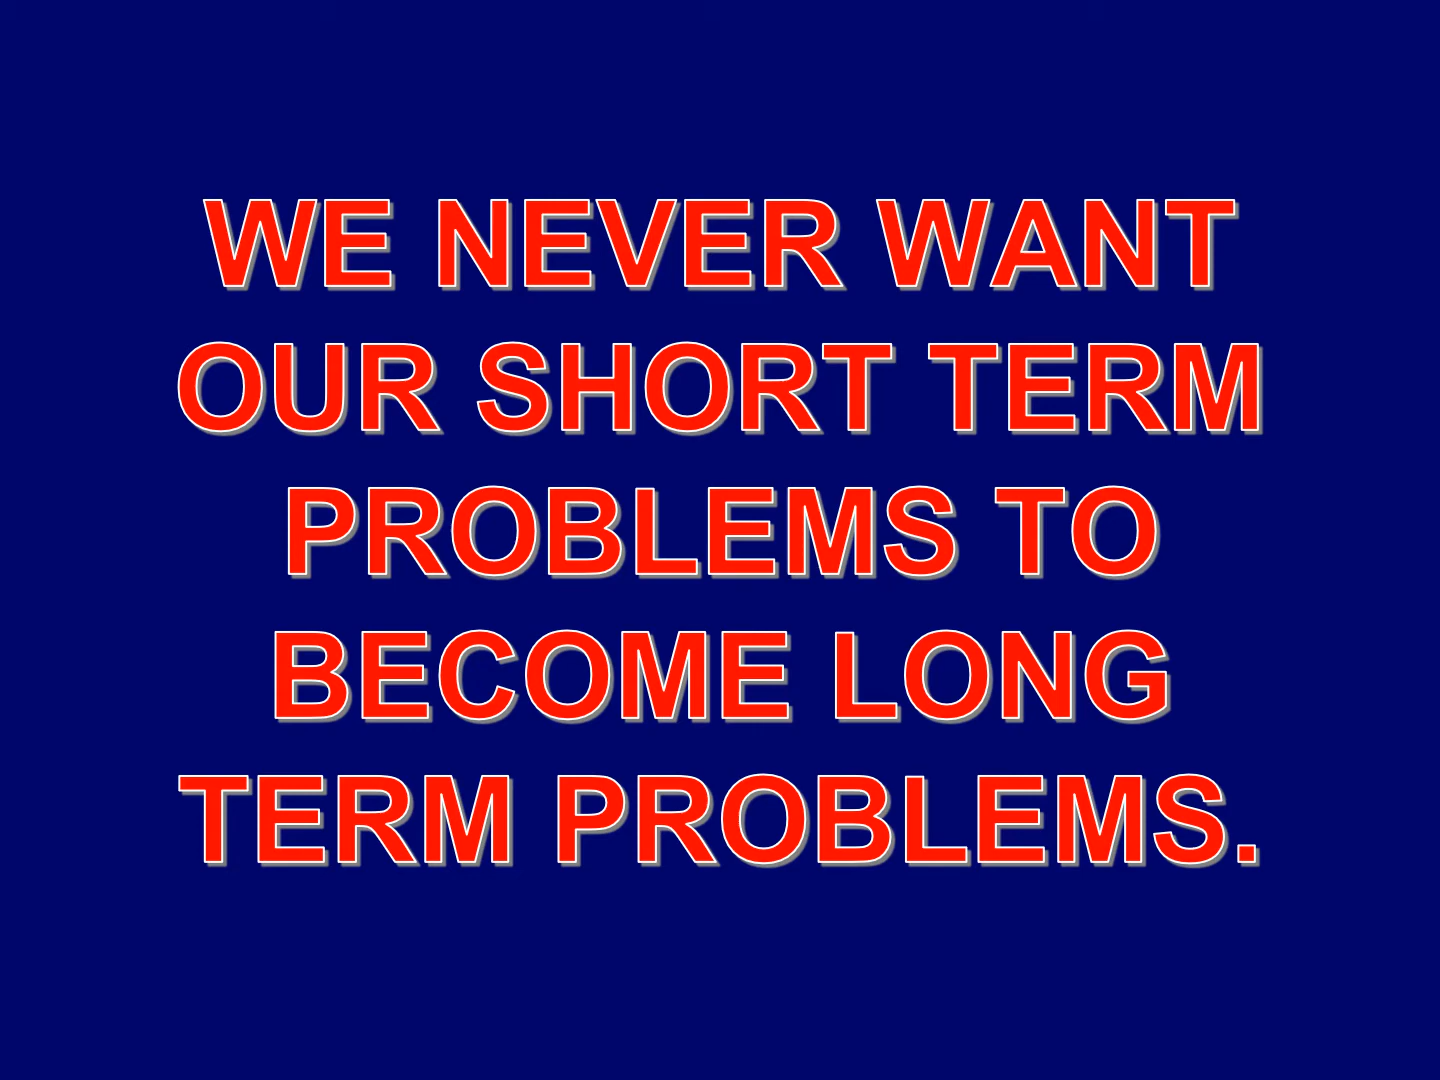 WE NEVER WANT
OUR SHORT TERM
PROBLEMS TO
BECOME LONG
TERM PROBLEMS.